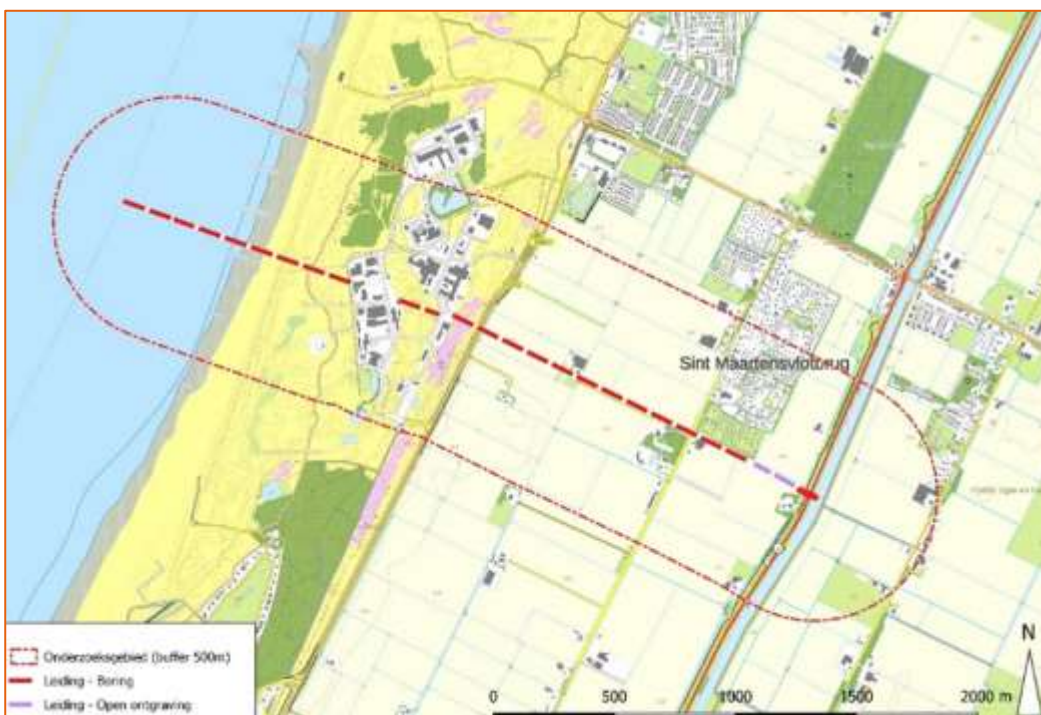 Sint Maartensvlotbrug
Onderzoeksgebied (buffer 500m)
Leiding - Boring
Leiding - Open ontgraving
N
0 500 1000 1500 2000 m